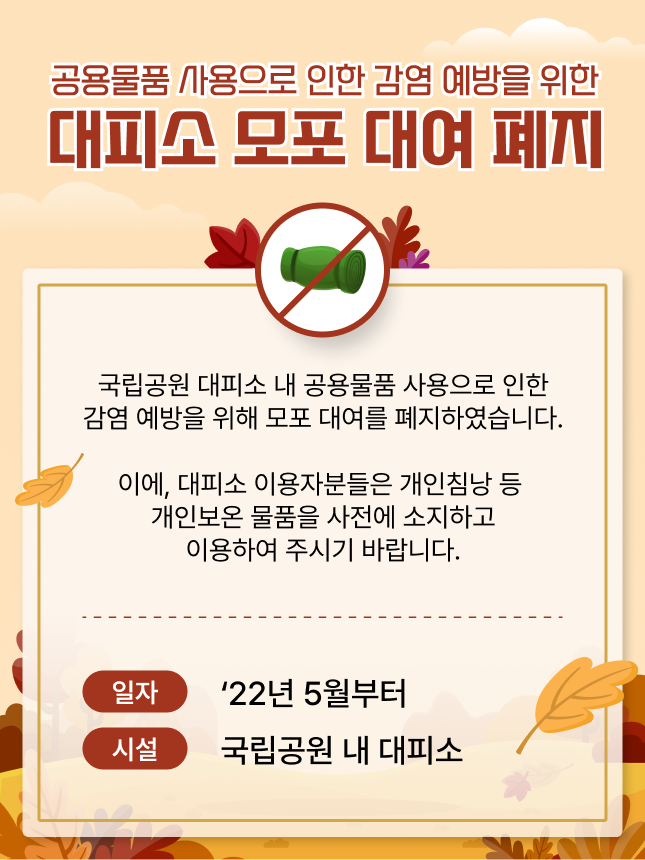 공용물품 사용으로 인한 감염 예방을 위한
대피소 모포 대여 폐지
국립공원 대피소 내 공용물품 사용으로 인한
감염 예방을 위해 모포 대여를 폐지하였습니다.
이에, 대피소 이용자분들은 개인침낭 등
개인보온 물품을 사전에 소지하고
이용하여 주시기 바랍니다.
일자 ‘22년 5월부터
시설 국립공원 내 대피소